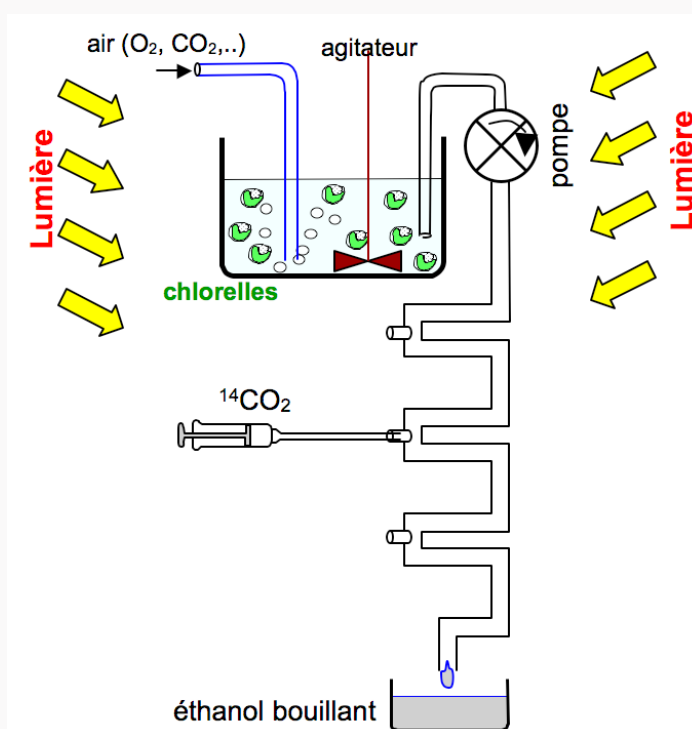 air (O₂, CO₂,..)
agitateur
pompe
Lumière
Lumière
chlorelles
¹⁴CO₂
éthanol bouillant